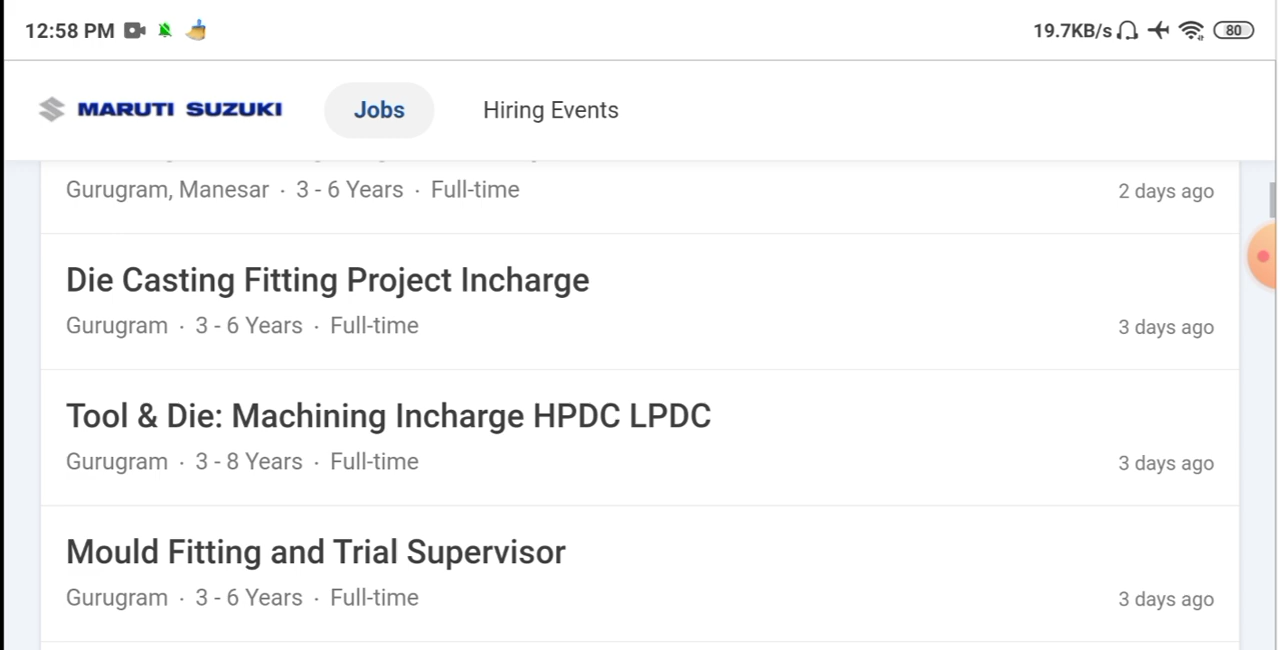 12:58 PM 19.7KB/s 80
MARUTI SUZUKI Jobs Hiring Events
Gurugram, Manesar · 3 - 6 Years · Full-time 2 days ago
Die Casting Fitting Project Incharge
Gurugram · 3 - 6 Years · Full-time 3 days ago
Tool & Die: Machining Incharge HPDC LPDC
Gurugram · 3 - 8 Years · Full-time 3 days ago
Mould Fitting and Trial Supervisor
Gurugram · 3 - 6 Years · Full-time 3 days ago